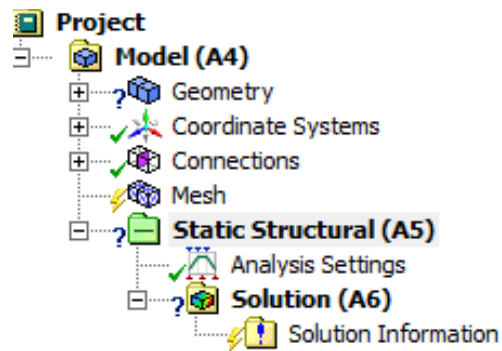 Project
Model (A4)
Geometry
Coordinate Systems
Connections
Mesh
Static Structural (A5)
Analysis Settings
Solution (A6)
Solution Information